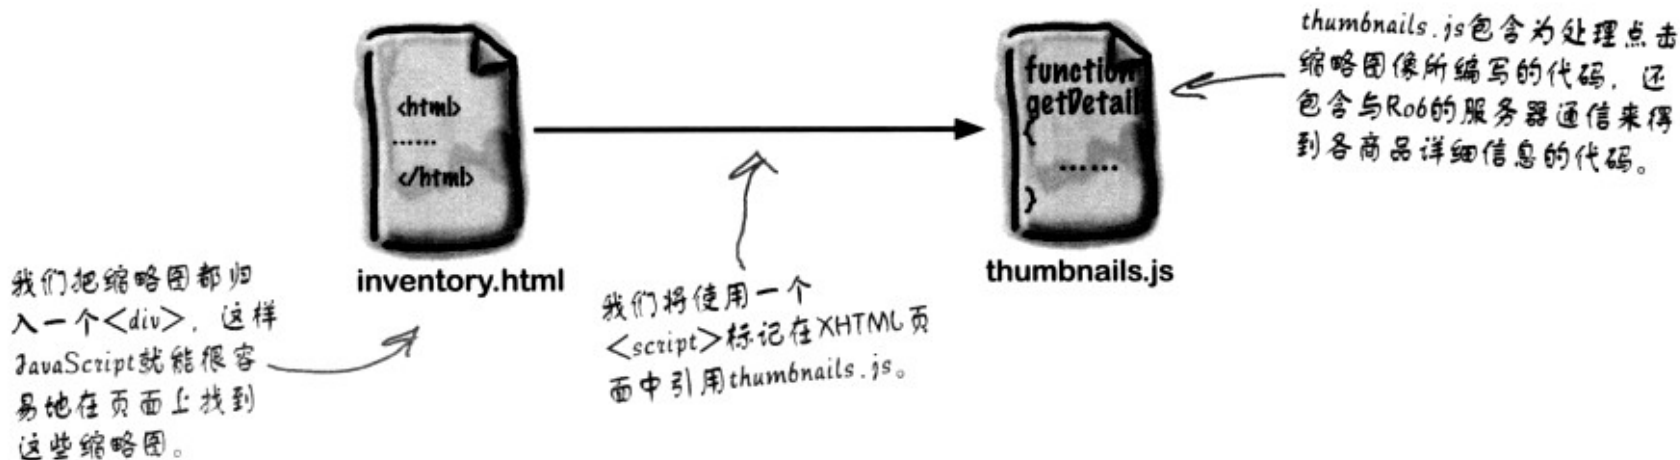 thumbnails.js包含为处理点击
缩略图像所编写的代码，还
包含与Rob的服务器通信来得
到各商品详细信息的代码。
<html>
……
</html>
inventory.html
function
getDetail
{
……
}
thumbnails.js
我们把缩略图都归
入一个<div>，这样
JavaScript就能很容
易地在页面上找到
这些缩略图。
我们将使用一个
<script>标记在XHTML页
面中引用thumbnails.js。